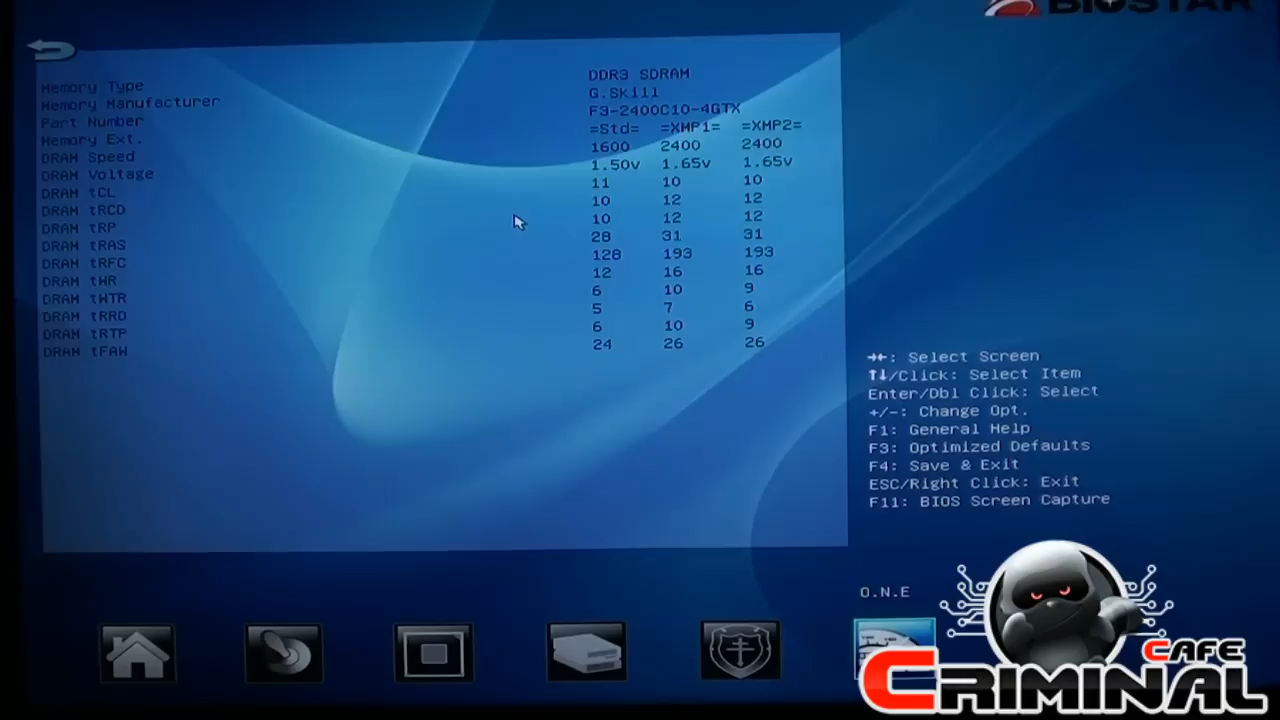 BIOSTAR
Memory Type DDR3 SDRAM
Memory Manufacturer G.Skill
Part Number F3-2400C10-4GTX
Memory Ext. =Std= =XMP1= =XMP2=
DRAM Speed 1600 2400 2400
DRAM Voltage 1.50v 1.65v 1.65v
DRAM tCL 11 10 10
DRAM tRCD 10 12 12
DRAM tRP 10 12 12
DRAM tRAS 28 31 31
DRAM tRFC 128 193 193
DRAM tWR 12 16 16
DRAM tWTR 6 10 9
DRAM tRRD 5 7 6
DRAM tRTP 6 10 9
DRAM tFAW 24 26 26
→←: Select Screen
↑↓/Click: Select Item
Enter/Dbl Click: Select
+/-: Change Opt.
F1: General Help
F3: Optimized Defaults
F4: Save & Exit
ESC/Right Click: Exit
F11: BIOS Screen Capture
O.N.E
CAFE
CRIMINAL